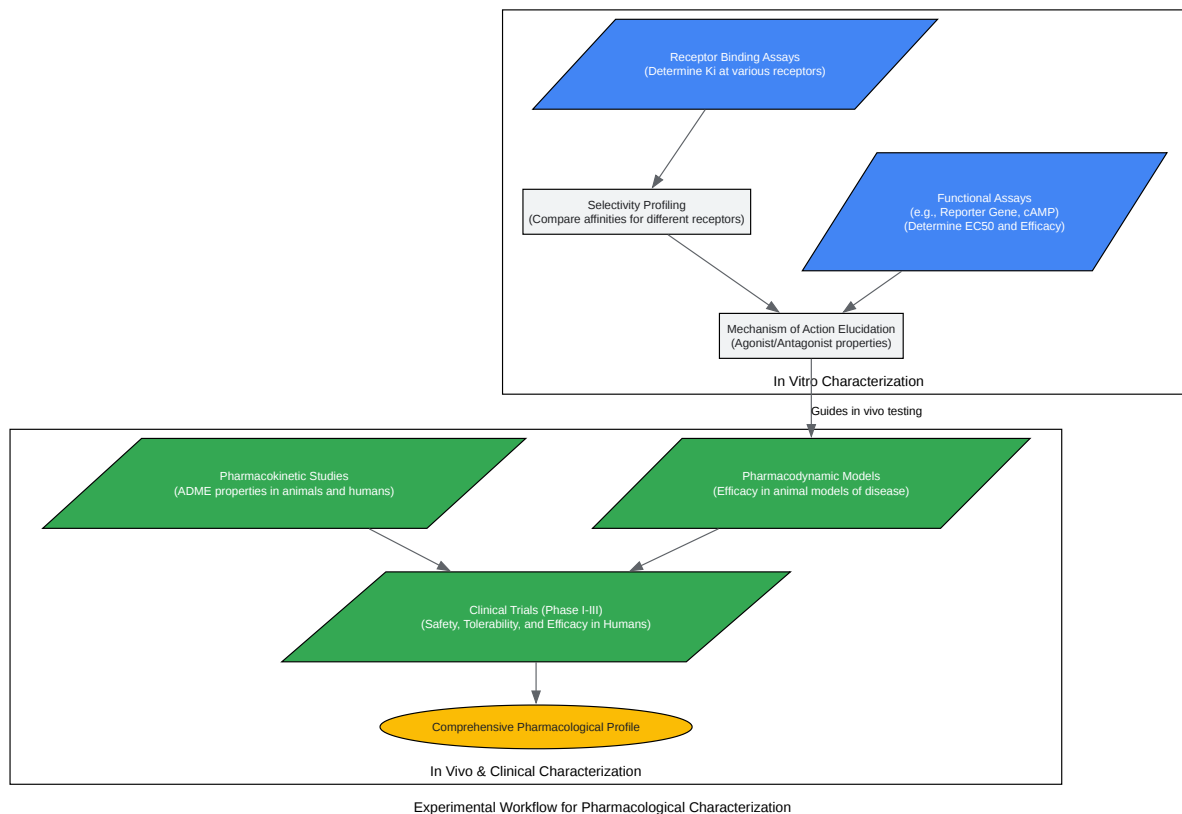 Receptor Binding Assays
(Determine Ki at various receptors)
Functional Assays
(e.g., Reporter Gene, cAMP)
(Determine EC50 and Efficacy)
Selectivity Profiling
(Compare affinities for different receptors)
Mechanism of Action Elucidation
(Agonist/Antagonist properties)
In Vitro Characterization
Guides in vivo testing
Pharmacokinetic Studies
(ADME properties in animals and humans)
Pharmacodynamic Models
(Efficacy in animal models of disease)
Clinical Trials (Phase I-III)
(Safety, Tolerability, and Efficacy in Humans)
Comprehensive Pharmacological Profile
In Vivo & Clinical Characterization
Experimental Workflow for Pharmacological Characterization